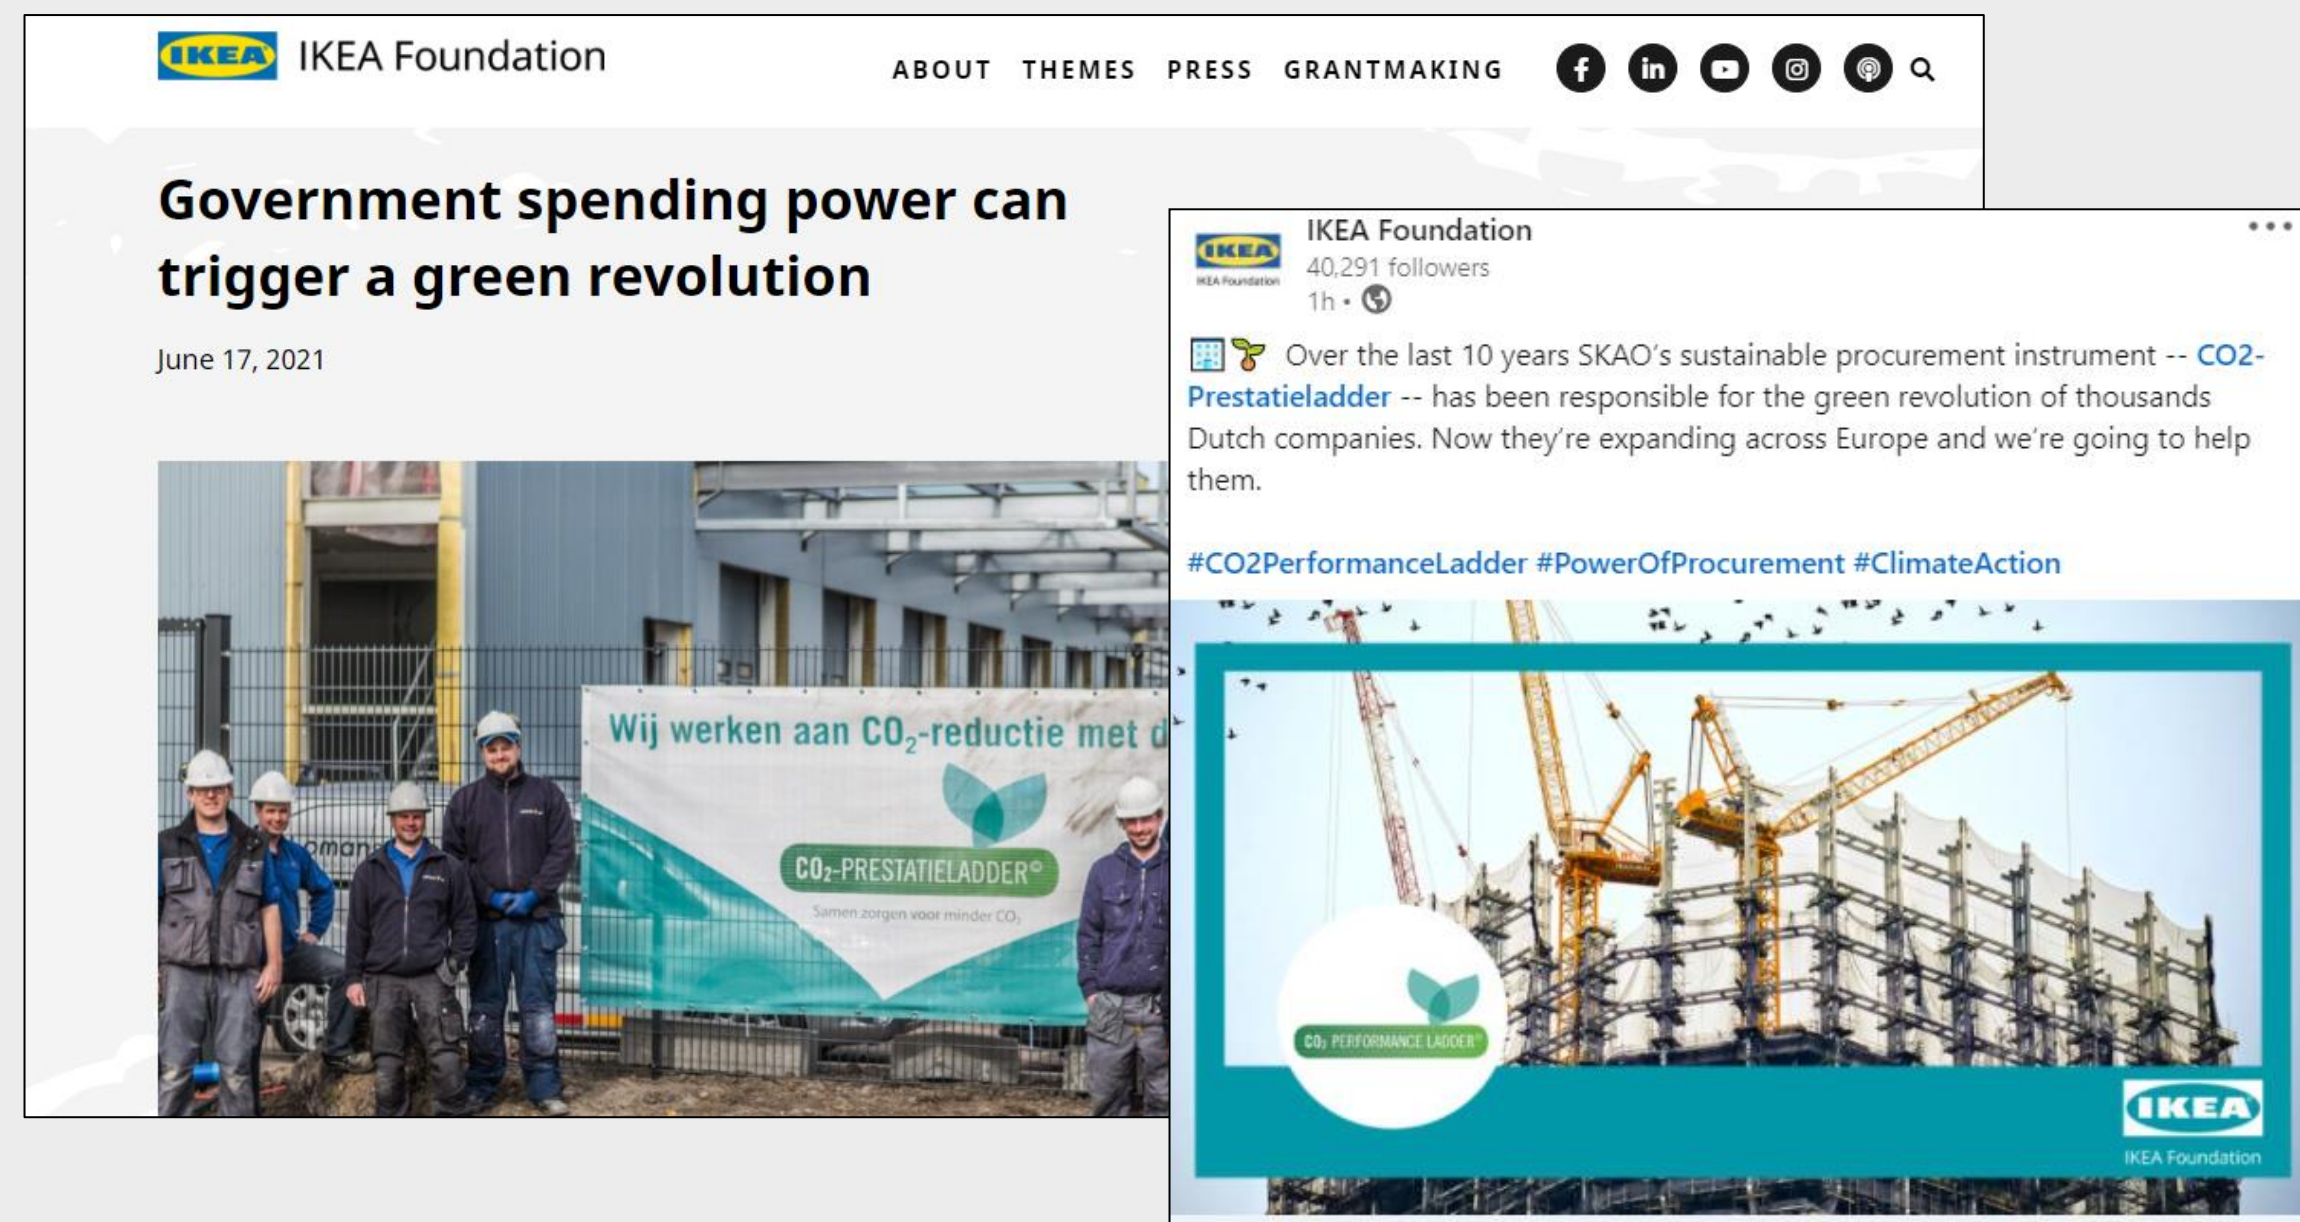 IKEA
IKEA Foundation
ABOUT THEMES PRESS GRANTMAKING
Government spending power can
trigger a green revolution
June 17, 2021
Wij werken aan CO₂-reductie met d
CO₂-PRESTATIELADDER©
Samen zorgen voor minder CO₂
IKEA
IKEA Foundation
IKEA Foundation
40,291 followers
1h •
Over the last 10 years SKAO’s sustainable procurement instrument -- CO2-
Prestatieladder -- has been responsible for the green revolution of thousands
Dutch companies. Now they’re expanding across Europe and we’re going to help
them.
#CO2PerformanceLadder #PowerOfProcurement #ClimateAction
CO₂ PERFORMANCE LADDER
IKEA
IKEA Foundation